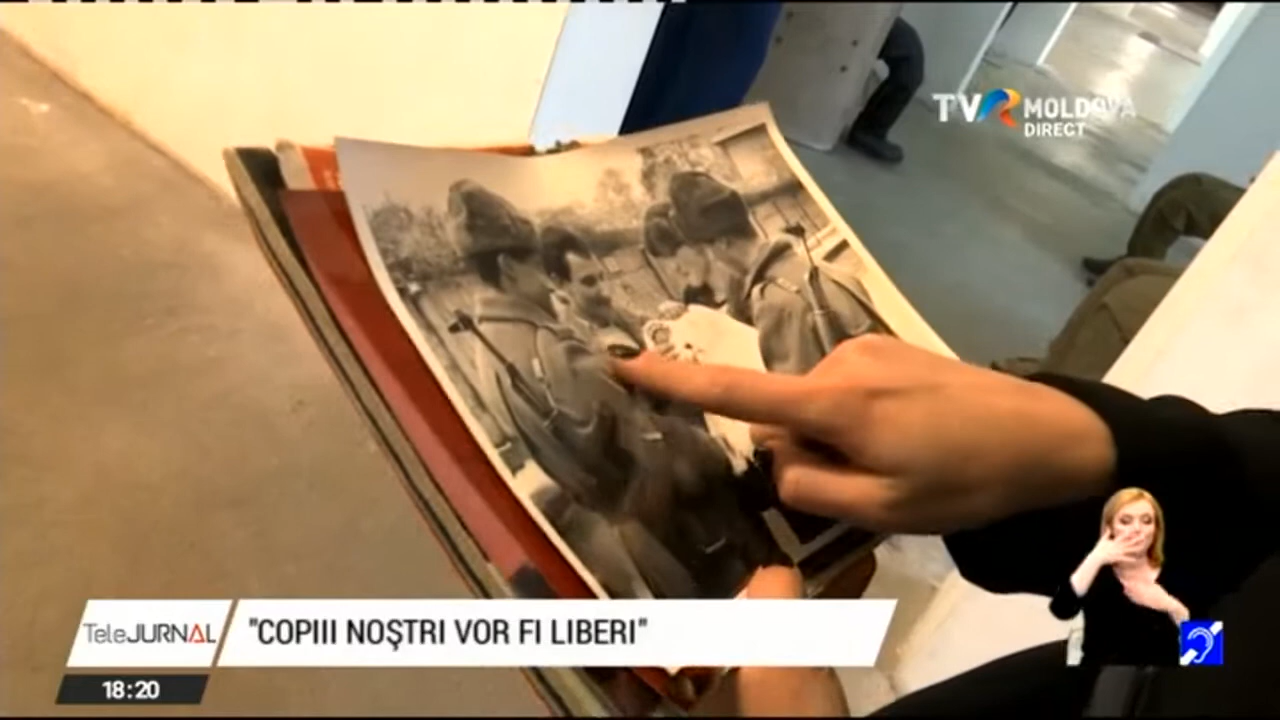 TVR MOLDOVA
DIRECT
TeleJURNAL
"COPIII NOȘTRI VOR FI LIBERI"
18:20